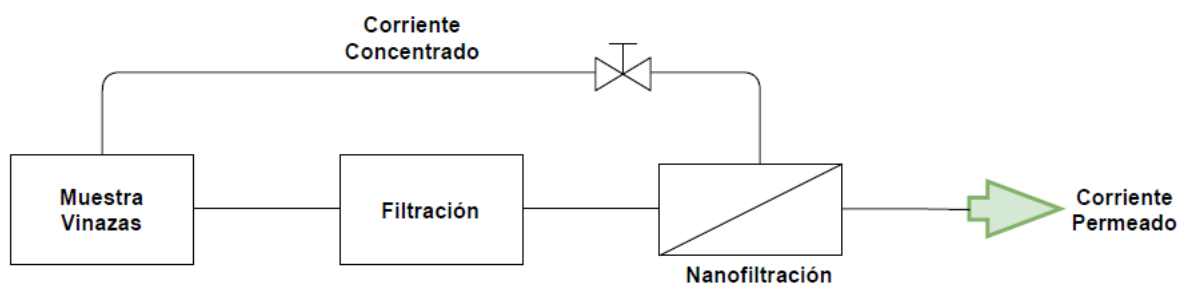 Corriente
Concentrado
Muestra
Vinazas
Filtración
Nanofiltración
Corriente
Permeado